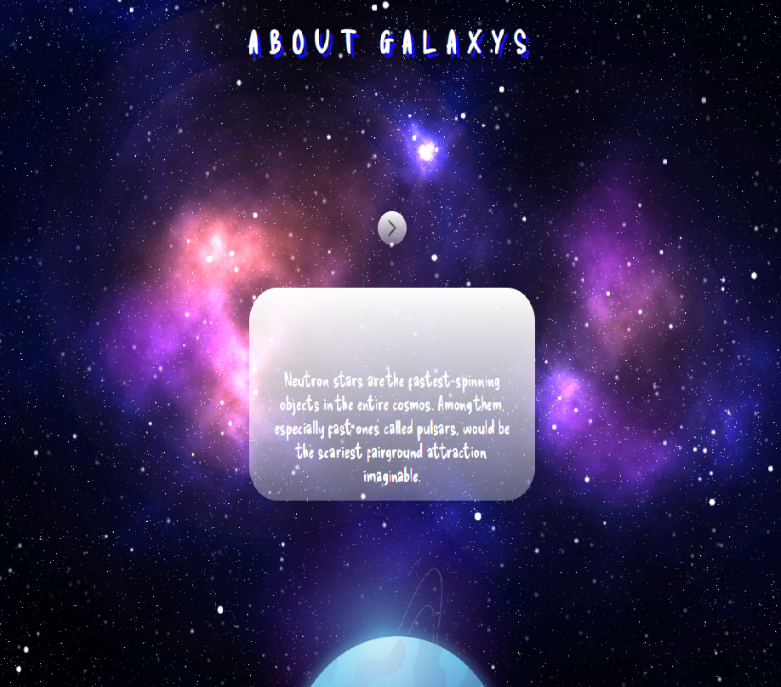 ABOUT GALAXYS
Neutron stars are the fastest-spinning
objects in the entire cosmos. Among them,
especially fast ones called pulsars, would be
the scariest fairground attraction
imaginable.